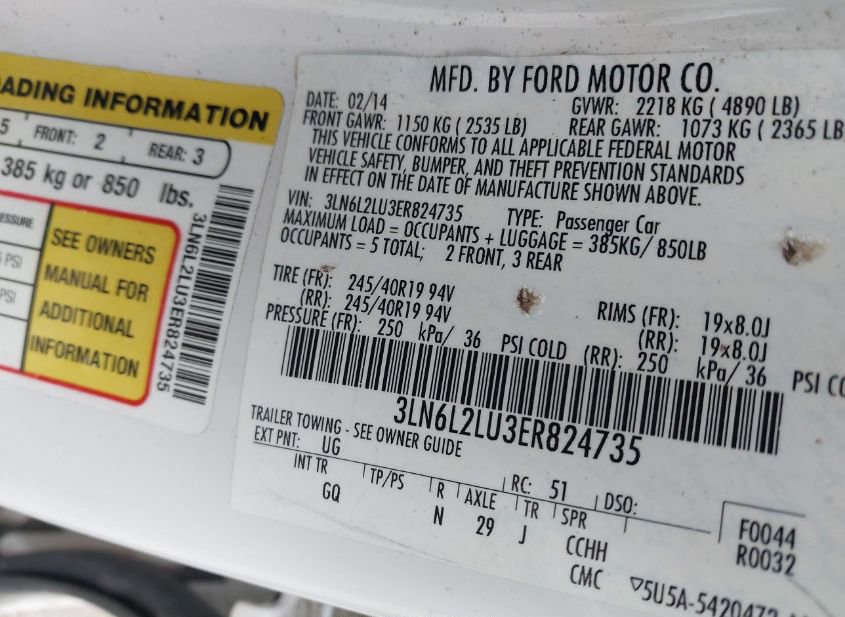 ADING INFORMATION
5 FRONT: 2 REAR: 3
385 kg or 850 lbs.
PSI
PSI
SEE OWNERS
MANUAL FOR
ADDITIONAL
INFORMATION
3LN6L2LU3ER824735
MFD. BY FORD MOTOR CO.
DATE: 02/14 GVWR: 2218 KG ( 4890 LB)
FRONT GAWR: 1150 KG ( 2535 LB) REAR GAWR: 1073 KG ( 2365 LB
THIS VEHICLE CONFORMS TO ALL APPLICABLE FEDERAL MOTOR
VEHICLE SAFETY, BUMPER, AND THEFT PREVENTION STANDARDS
IN EFFECT ON THE DATE OF MANUFACTURE SHOWN ABOVE.
VIN: 3LN6L2LU3ER824735 TYPE: Passenger Car
MAXIMUM LOAD = OCCUPANTS + LUGGAGE = 385KG/ 850LB
OCCUPANTS = 5 TOTAL; 2 FRONT, 3 REAR
TIRE (FR): 245/40R19 94V RIMS (FR): 19x8.0J
(RR): 245/40R19 94V (RR): 19x8.0J
PRESSURE (FR): 250 kPa/ 36 PSI COLD (RR): 250 kPa/ 36 PSI CO
3LN6L2LU3ER824735
TRAILER TOWING - SEE OWNER GUIDE
EXT PNT: UG RC: 51 DSO:
INT TR TP/PS R AXLE TR SPR
GQ N 29 J CCHH
CMC
F0044
R0032
▽5U5A-5420472